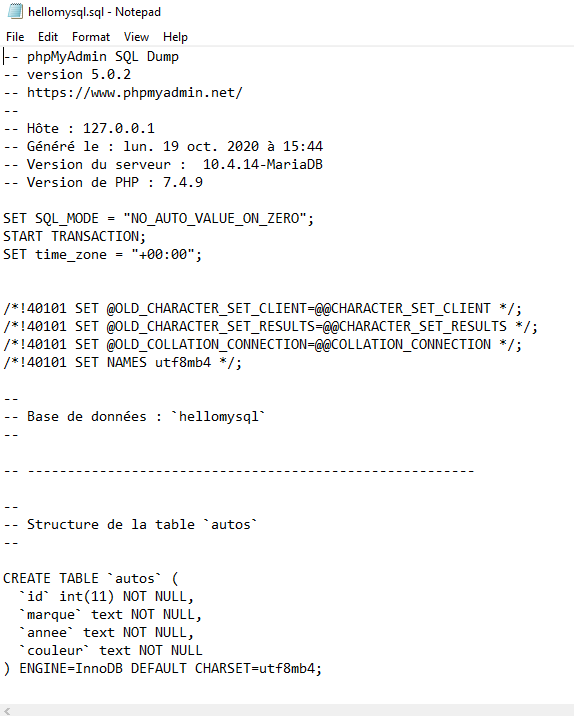 hellomysql.sql - Notepad
File Edit Format View Help
-- phpMyAdmin SQL Dump
-- version 5.0.2
-- https://www.phpmyadmin.net/
--
-- Hôte : 127.0.0.1
-- Généré le : lun. 19 oct. 2020 à 15:44
-- Version du serveur :  10.4.14-MariaDB
-- Version de PHP : 7.4.9

SET SQL_MODE = "NO_AUTO_VALUE_ON_ZERO";
START TRANSACTION;
SET time_zone = "+00:00";


/*!40101 SET @OLD_CHARACTER_SET_CLIENT=@@CHARACTER_SET_CLIENT */;
/*!40101 SET @OLD_CHARACTER_SET_RESULTS=@@CHARACTER_SET_RESULTS */;
/*!40101 SET @OLD_COLLATION_CONNECTION=@@COLLATION_CONNECTION */;
/*!40101 SET NAMES utf8mb4 */;

--
-- Base de données : `hellomysql`
--

-- --------------------------------------------------------

--
-- Structure de la table `autos`
--

CREATE TABLE `autos` (
  `id` int(11) NOT NULL,
  `marque` text NOT NULL,
  `annee` text NOT NULL,
  `couleur` text NOT NULL
) ENGINE=InnoDB DEFAULT CHARSET=utf8mb4;